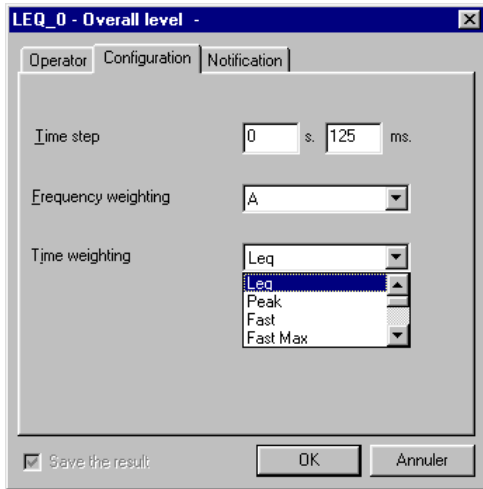 LEQ_0 - Overall level -
Operator Configuration Notification
Time step 0 s. 125 ms.
Frequency weighting A
Time weighting Leq
Leq
Peak
Fast
Fast Max
Save the result OK Annuler